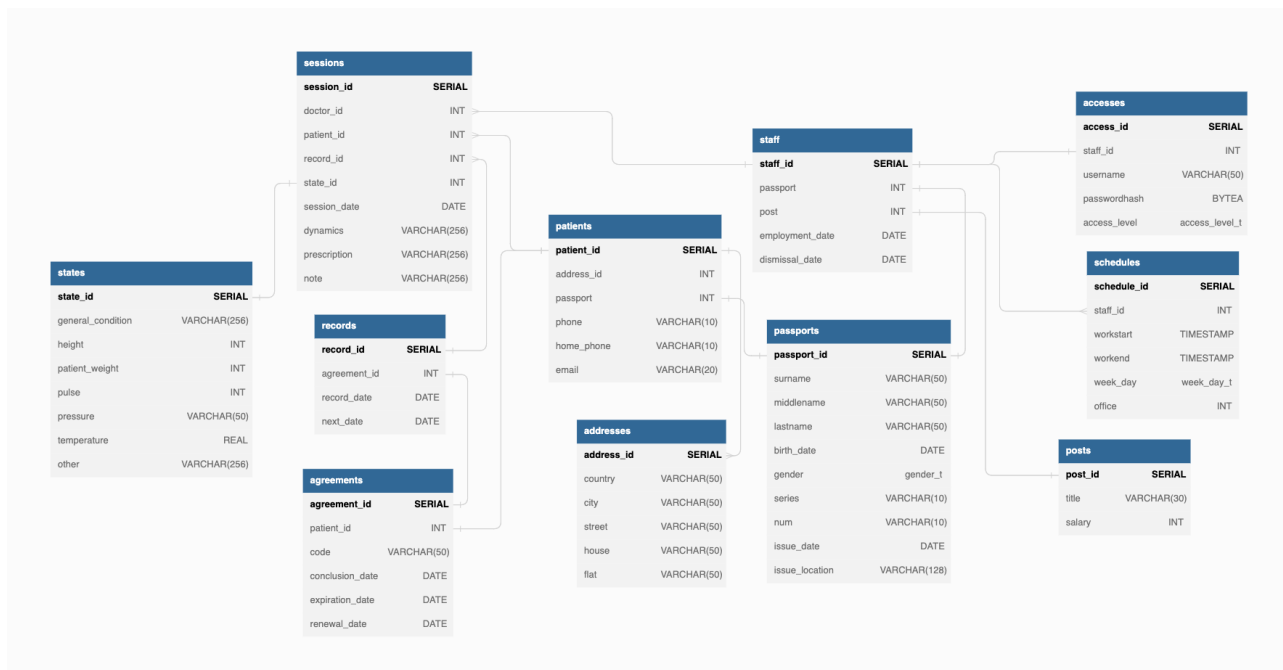 sessions
session_id SERIAL
doctor_id INT
patient_id INT
record_id INT
state_id INT
session_date DATE
dynamics VARCHAR(256)
prescription VARCHAR(256)
note VARCHAR(256)
states
state_id SERIAL
general_condition VARCHAR(256)
height INT
patient_weight INT
pulse INT
pressure VARCHAR(50)
temperature REAL
other VARCHAR(256)
records
record_id SERIAL
agreement_id INT
record_date DATE
next_date DATE
agreements
agreement_id SERIAL
patient_id INT
code VARCHAR(50)
conclusion_date DATE
expiration_date DATE
renewal_date DATE
patients
patient_id SERIAL
address_id INT
passport INT
phone VARCHAR(10)
home_phone VARCHAR(10)
email VARCHAR(20)
addresses
address_id SERIAL
country VARCHAR(50)
city VARCHAR(50)
street VARCHAR(50)
house VARCHAR(50)
flat VARCHAR(50)
staff
staff_id SERIAL
passport INT
post INT
employment_date DATE
dismissal_date DATE
passports
passport_id SERIAL
surname VARCHAR(50)
middlename VARCHAR(50)
lastname VARCHAR(50)
birth_date DATE
gender gender_t
series VARCHAR(10)
num VARCHAR(10)
issue_date DATE
issue_location VARCHAR(128)
accesses
access_id SERIAL
staff_id INT
username VARCHAR(50)
passwordhash BYTEA
access_level access_level_t
schedules
schedule_id SERIAL
staff_id INT
workstart TIMESTAMP
workend TIMESTAMP
week_day week_day_t
office INT
posts
post_id SERIAL
title VARCHAR(30)
salary INT